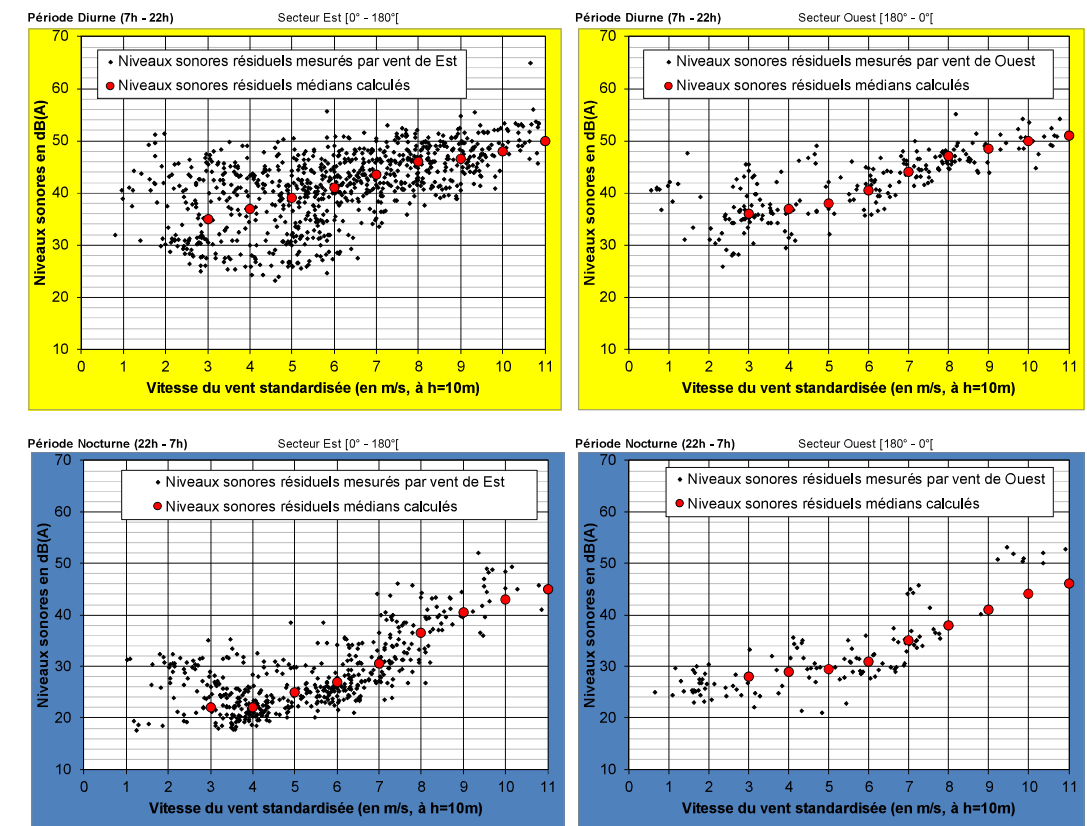 Période Diurne (7h - 22h) Secteur Est [0° - 180°[
70
60
50
40
30
20
10
Niveaux sonores en dB(A)
Niveaux sonores résiduels mesurés par vent de Est
Niveaux sonores résiduels médians calculés
0 1 2 3 4 5 6 7 8 9 10 11
Vitesse du vent standardisée (en m/s, à h=10m)
Période Diurne (7h - 22h) Secteur Ouest [180° - 0°[
70
60
50
40
30
20
10
Niveaux sonores en dB(A)
Niveaux sonores résiduels mesurés par vent de Ouest
Niveaux sonores résiduels médians calculés
0 1 2 3 4 5 6 7 8 9 10 11
Vitesse du vent standardisée (en m/s, à h=10m)
Période Nocturne (22h - 7h) Secteur Est [0° - 180°[
70
60
50
40
30
20
10
Niveaux sonores en dB(A)
Niveaux sonores résiduels mesurés par vent de Est
Niveaux sonores résiduels médians calculés
0 1 2 3 4 5 6 7 8 9 10 11
Vitesse du vent standardisée (en m/s, à h=10m)
Période Nocturne (22h - 7h) Secteur Ouest [180° - 0°[
70
60
50
40
30
20
10
Niveaux sonores en dB(A)
Niveaux sonores résiduels mesurés par vent de Ouest
Niveaux sonores résiduels médians calculés
0 1 2 3 4 5 6 7 8 9 10 11
Vitesse du vent standardisée (en m/s, à h=10m)